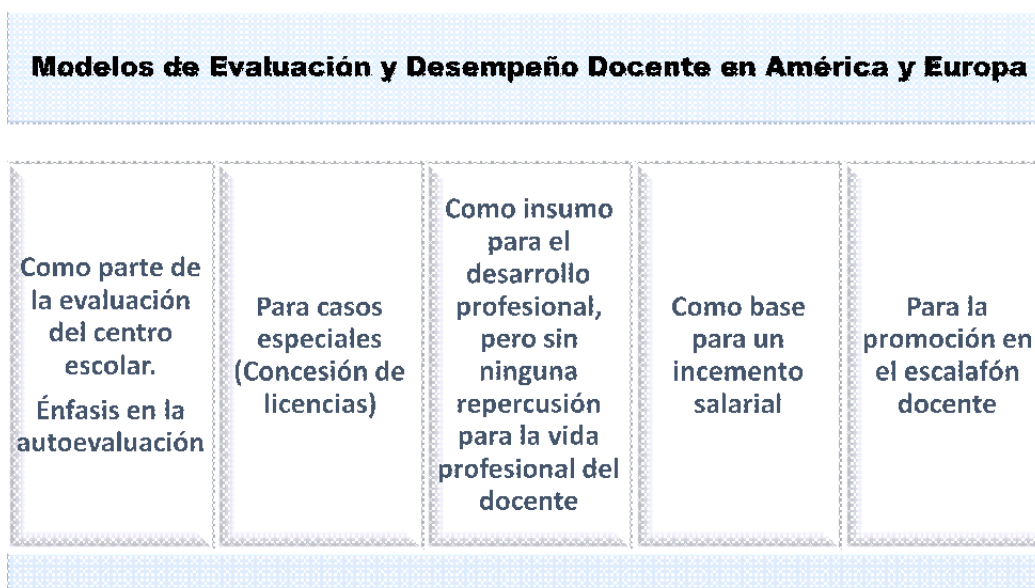 Modelos de Evaluación y Desempeño Docente en América y Europa
Como parte de
la evaluación
del centro
escolar.
Énfasis en la
autoevaluación
Para casos
especiales
(Concesión de
licencias)
Como insumo
para el
desarrollo
profesional,
pero sin
ninguna
repercusión
para la vida
profesional del
docente
Como base
para un
incemento
salarial
Para la
promoción en
el escalafón
docente